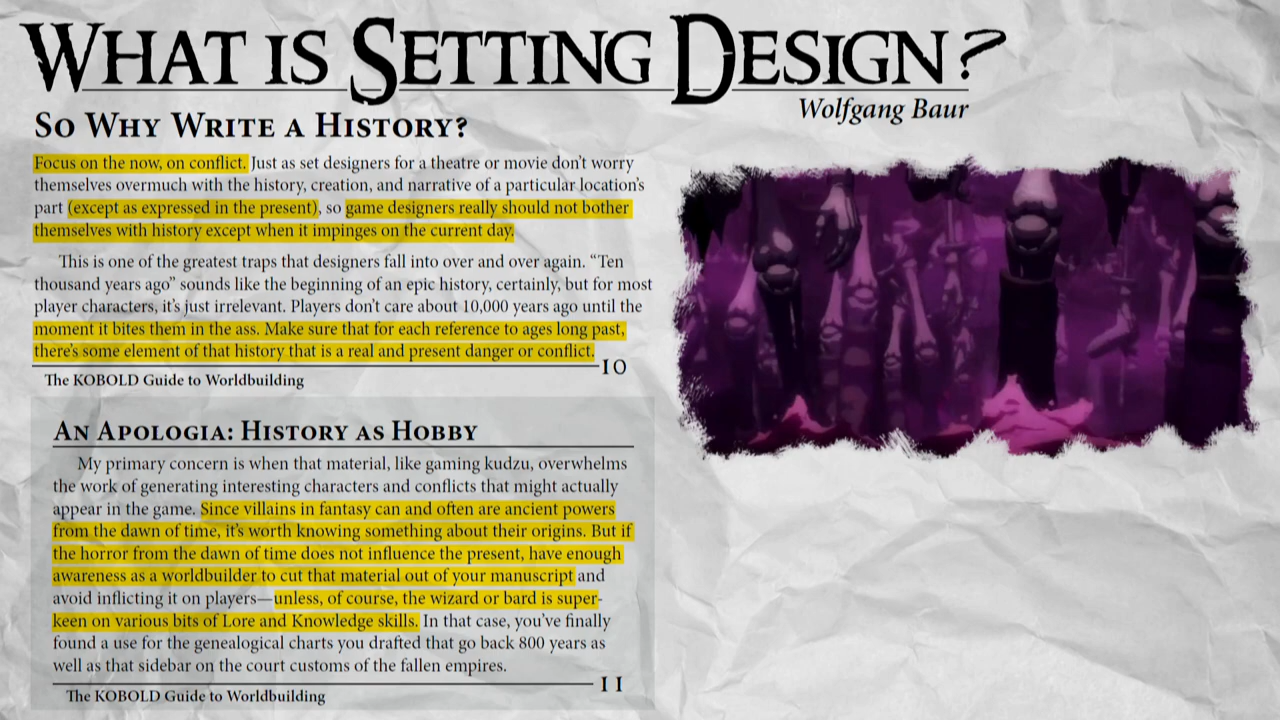 WHAT IS SETTING DESIGN?
Wolfgang Baur
SO WHY WRITE A HISTORY?
Focus on the now, on conflict. Just as set designers for a theatre or movie don't worry
themselves overmuch with the history, creation, and narrative of a particular location's
part (except as expressed in the present), so game designers really should not bother
themselves with history except when it impinges on the current day.
This is one of the greatest traps that designers fall into over and over again. “Ten
thousand years ago” sounds like the beginning of an epic history, certainly, but for most
player characters, it's just irrelevant. Players don't care about 10,000 years ago until the
moment it bites them in the ass. Make sure that for each reference to ages long past,
there's some element of that history that is a real and present danger or conflict.
10
The KOBOLD Guide to Worldbuilding
AN APOLOGIA: HISTORY AS HOBBY
My primary concern is when that material, like gaming kudzu, overwhelms
the work of generating interesting characters and conflicts that might actually
appear in the game. Since villains in fantasy can and often are ancient powers
from the dawn of time, it's worth knowing something about their origins. But if
the horror from the dawn of time does not influence the present, have enough
awareness as a worldbuilder to cut that material out of your manuscript and
avoid inflicting it on players—unless, of course, the wizard or bard is super-
keen on various bits of Lore and Knowledge skills. In that case, you've finally
found a use for the genealogical charts you drafted that go back 800 years as
well as that sidebar on the court customs of the fallen empires.
11
The KOBOLD Guide to Worldbuilding